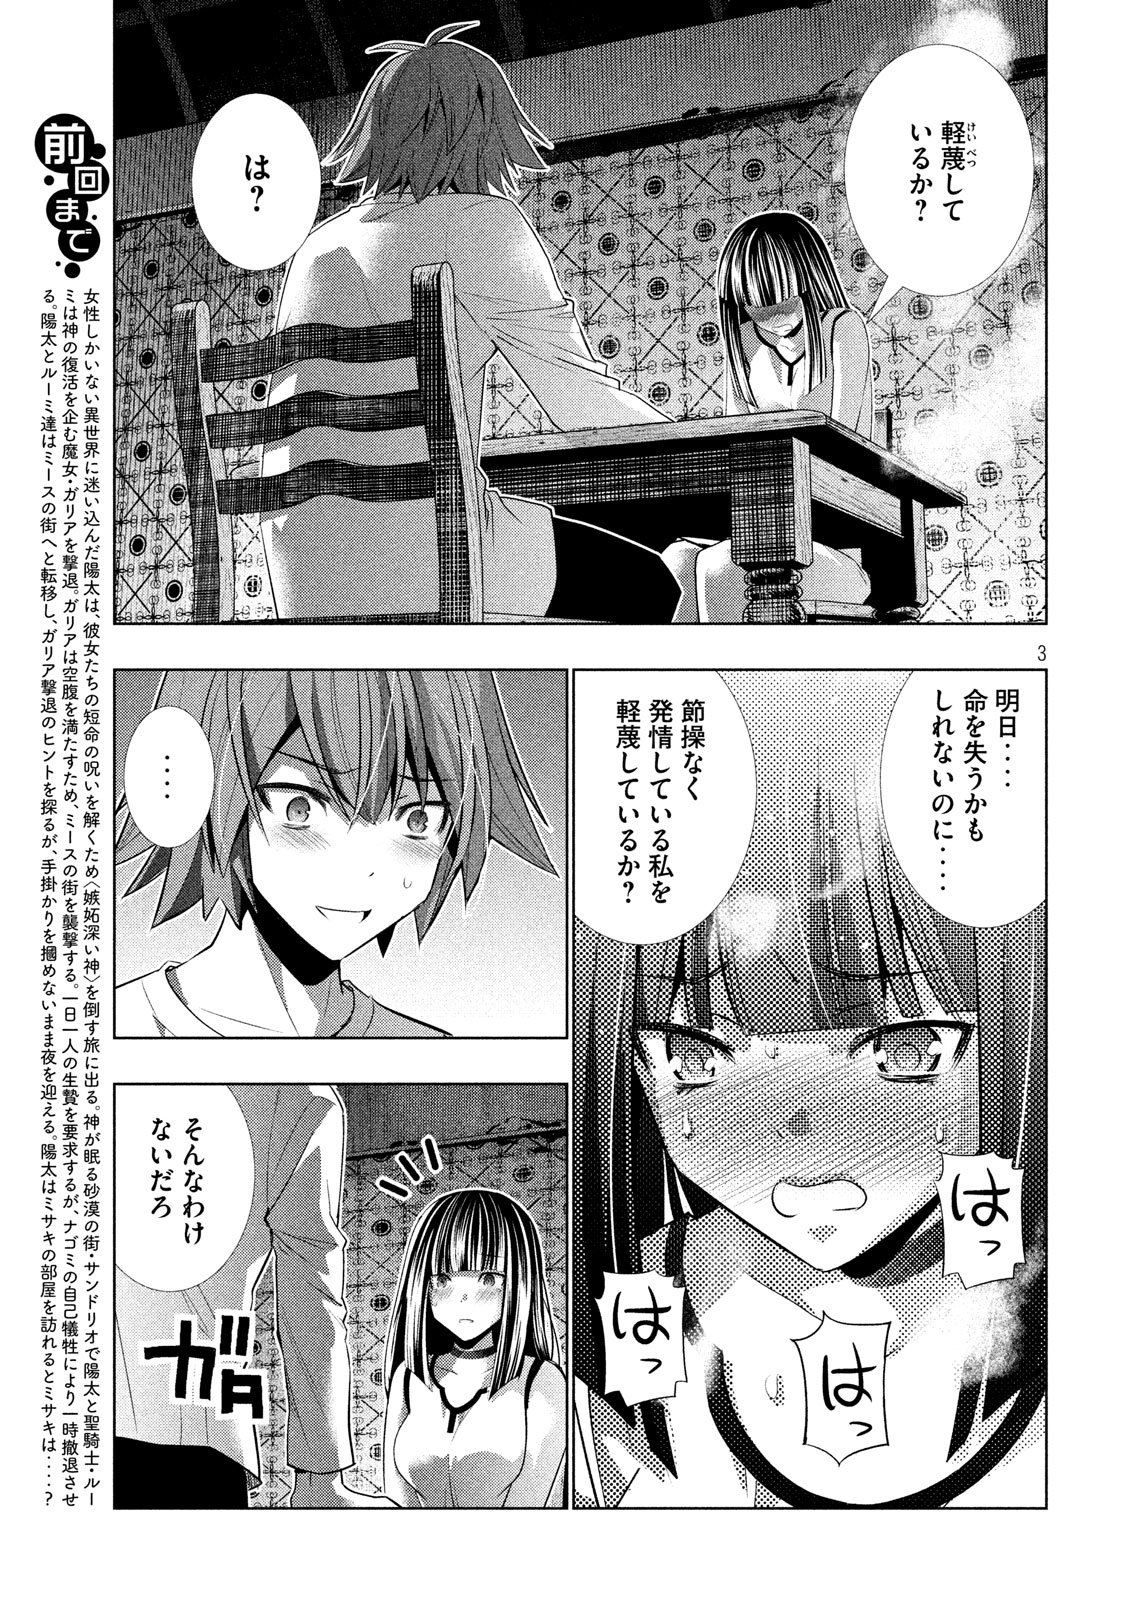 軽蔑して
けいべつ
いるか?
は?
3
明日‥‥
命を失うかも
しれないのに‥‥
節操なく
発情している私を
軽蔑しているか?
はっ
はっ
はっ
‥‥
そんなわけ
ないだろ
ガタ
前回まで
女性しかいない異世界に迷い込んだ陽太は、彼女たちの短命の呪いを解くため〈嫉妬深い神〉を倒す旅に出る。神が眠る砂漠の街・サンドリオで陽太と聖騎士・ルー
ミは神の復活を企む魔女・ガリアを撃退。ガリアは空腹を満たすため、ミースの街を襲撃する。一日一人の生贄を要求するが、ナゴミの自己犠牲により一時撤退させ
る。陽太とルーミ達はミースの街へと転移し、ガリア撃退のヒントを探るが、手掛かりを摑めないまま夜を迎える。陽太はミサキの部屋を訪れるとミサキは‥‥?